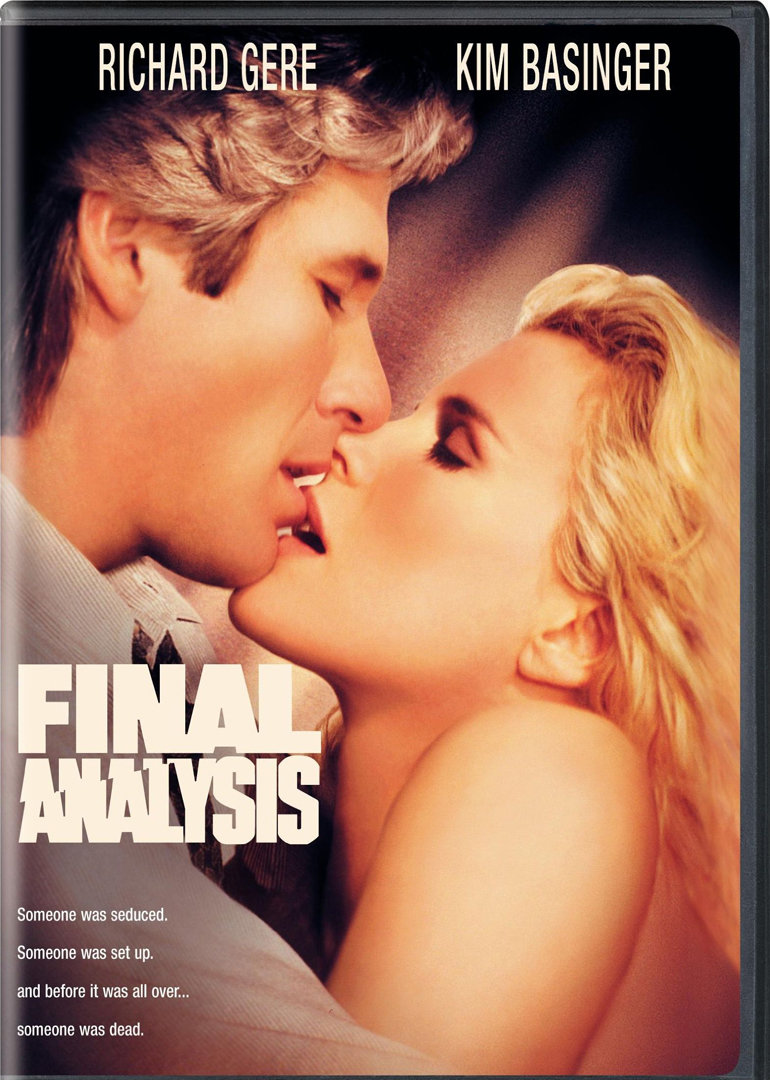 RICHARD GERE KIM BASINGER
FINAL
ANALYSIS
Someone was seduced.
Someone was set up.
and before it was all over...
someone was dead.